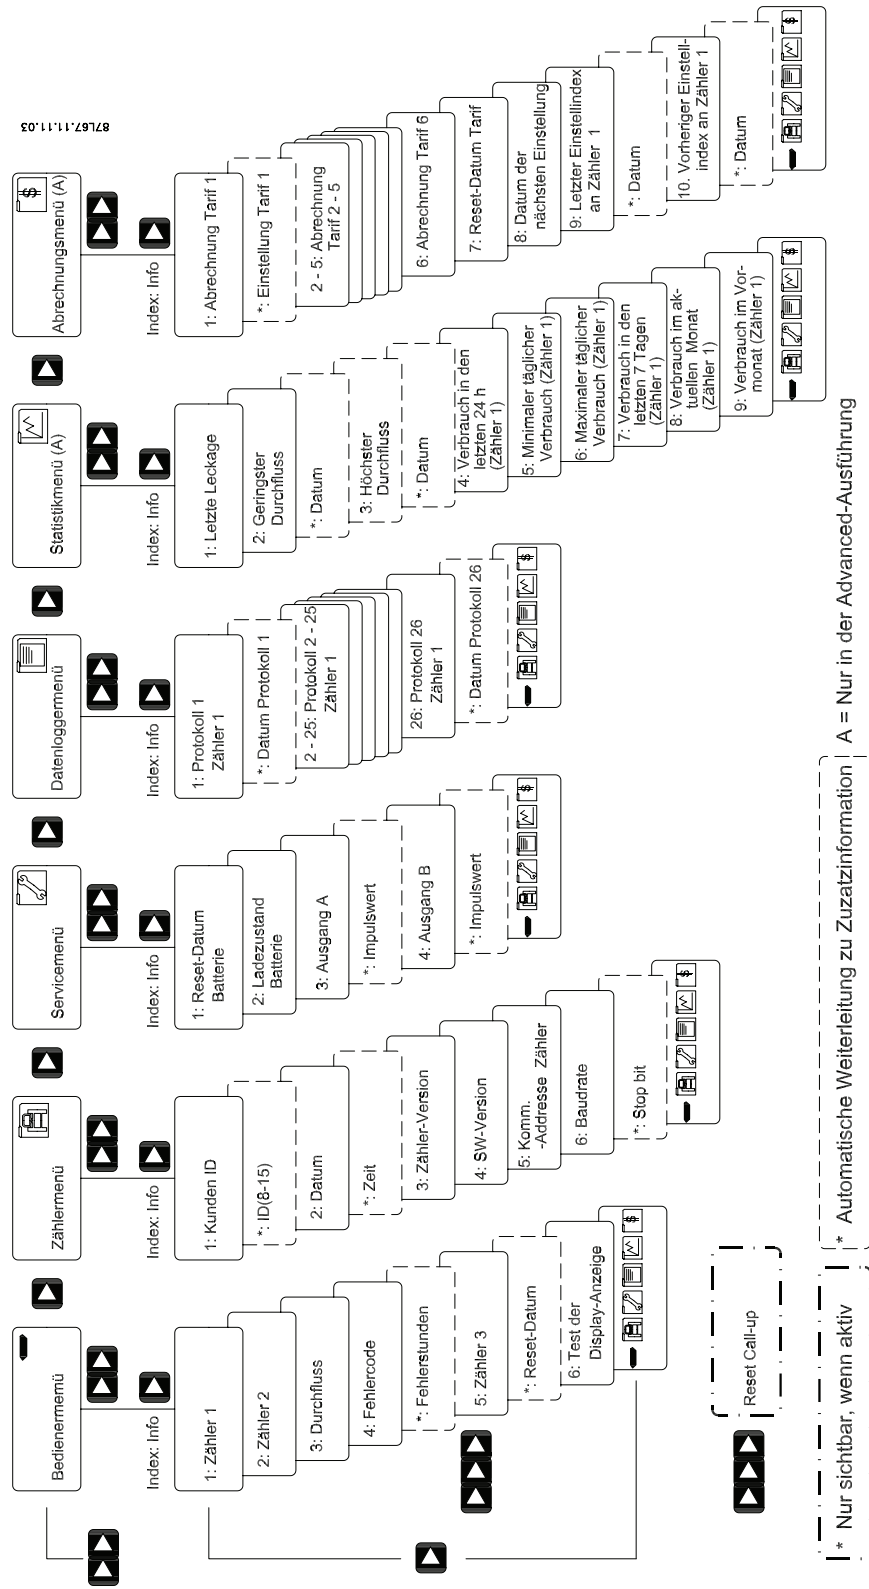 87L67.11.11.03
Bedienermemü
Index: Info
1: Zähler 1
2: Zähler 2
3: Durchfluss
4: Fehlercode
*: Fehlerstunden
5: Zähler 3
*: Reset-Datum
6: Test der
Display-Anzeige
Zählermenü
Index: Info
1: Kunden ID
*: ID(8-15)
2: Datum
*: Zeit
3: Zähler-Version
4: SW-Version
5: Komm.
-Addresse Zähler
6: Baudrate
*: Stop bit
Servicemenü
Index: Info
1: Reset-Datum
Batterie
2: Ladezustand
Batterie
3: Ausgang A
*: Impulswert
4: Ausgang B
*: Impulswert
Datenloggermenü
Index: Info
1: Protokoll 1
Zähler 1
*: Datum Protokoll 1
2 - 25: Protokoll 2 - 25
Zähler 1
26: Protokoll 26
Zähler 1
*: Datum Protokoll 26
Statistikmenü (A)
Index: Info
1: Letzte Leckage
2: Geringster
Durchfluss
*: Datum
3: Höchster
Durchfluss
*: Datum
4: Verbrauch in den
letzten 24 h
(Zähler 1)
5: Minimaler täglicher
Verbrauch (Zähler 1)
6: Maximaler täglicher
Verbrauch (Zähler 1)
7: Verbrauch in den
letzten 7 Tagen
(Zähler 1)
8: Verbrauch im ak-
tuellen Monat
(Zähler 1)
9: Verbrauch im Vor-
monat (Zähler 1)
Abrechnungsmenü (A)
Index: Info
1: Abrechnung Tarif 1
*: Einstellung Tarif 1
2 - 5: Abrechnung
Tarif 2 - 5
6: Abrechnung Tarif 6
7: Reset-Datum Tarif
8: Datum der
nächsten Einstellung
9: Letzter Einstellindex
an Zähler 1
*: Datum
10. Vorheriger Einstell-
index an Zähler 1
*: Datum
Reset Call-up
* Nur sichtbar, wenn aktiv
* Automatische Weiterleitung zu Zuzatzinformation
A = Nur in der Advanced-Ausführung